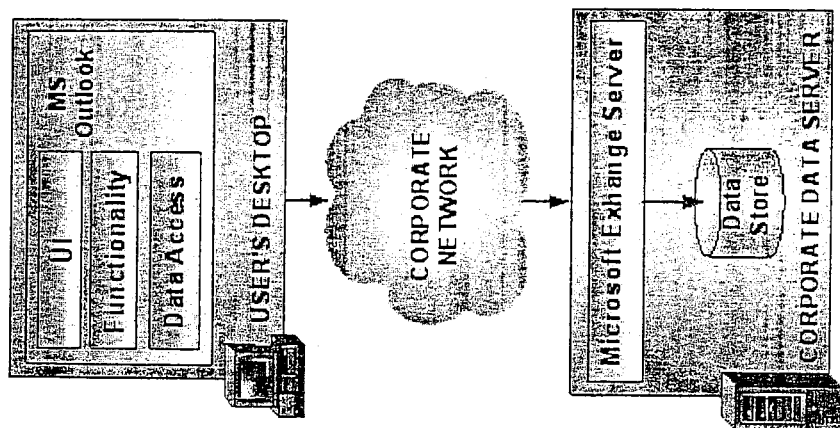 UI
Functionality
Data Access
MS
Outlook
USER'S DESKTOP
CORPORATE
NETWORK
Microsoft Exhange Server
Data
Store
CORPORATE DATA SERVER